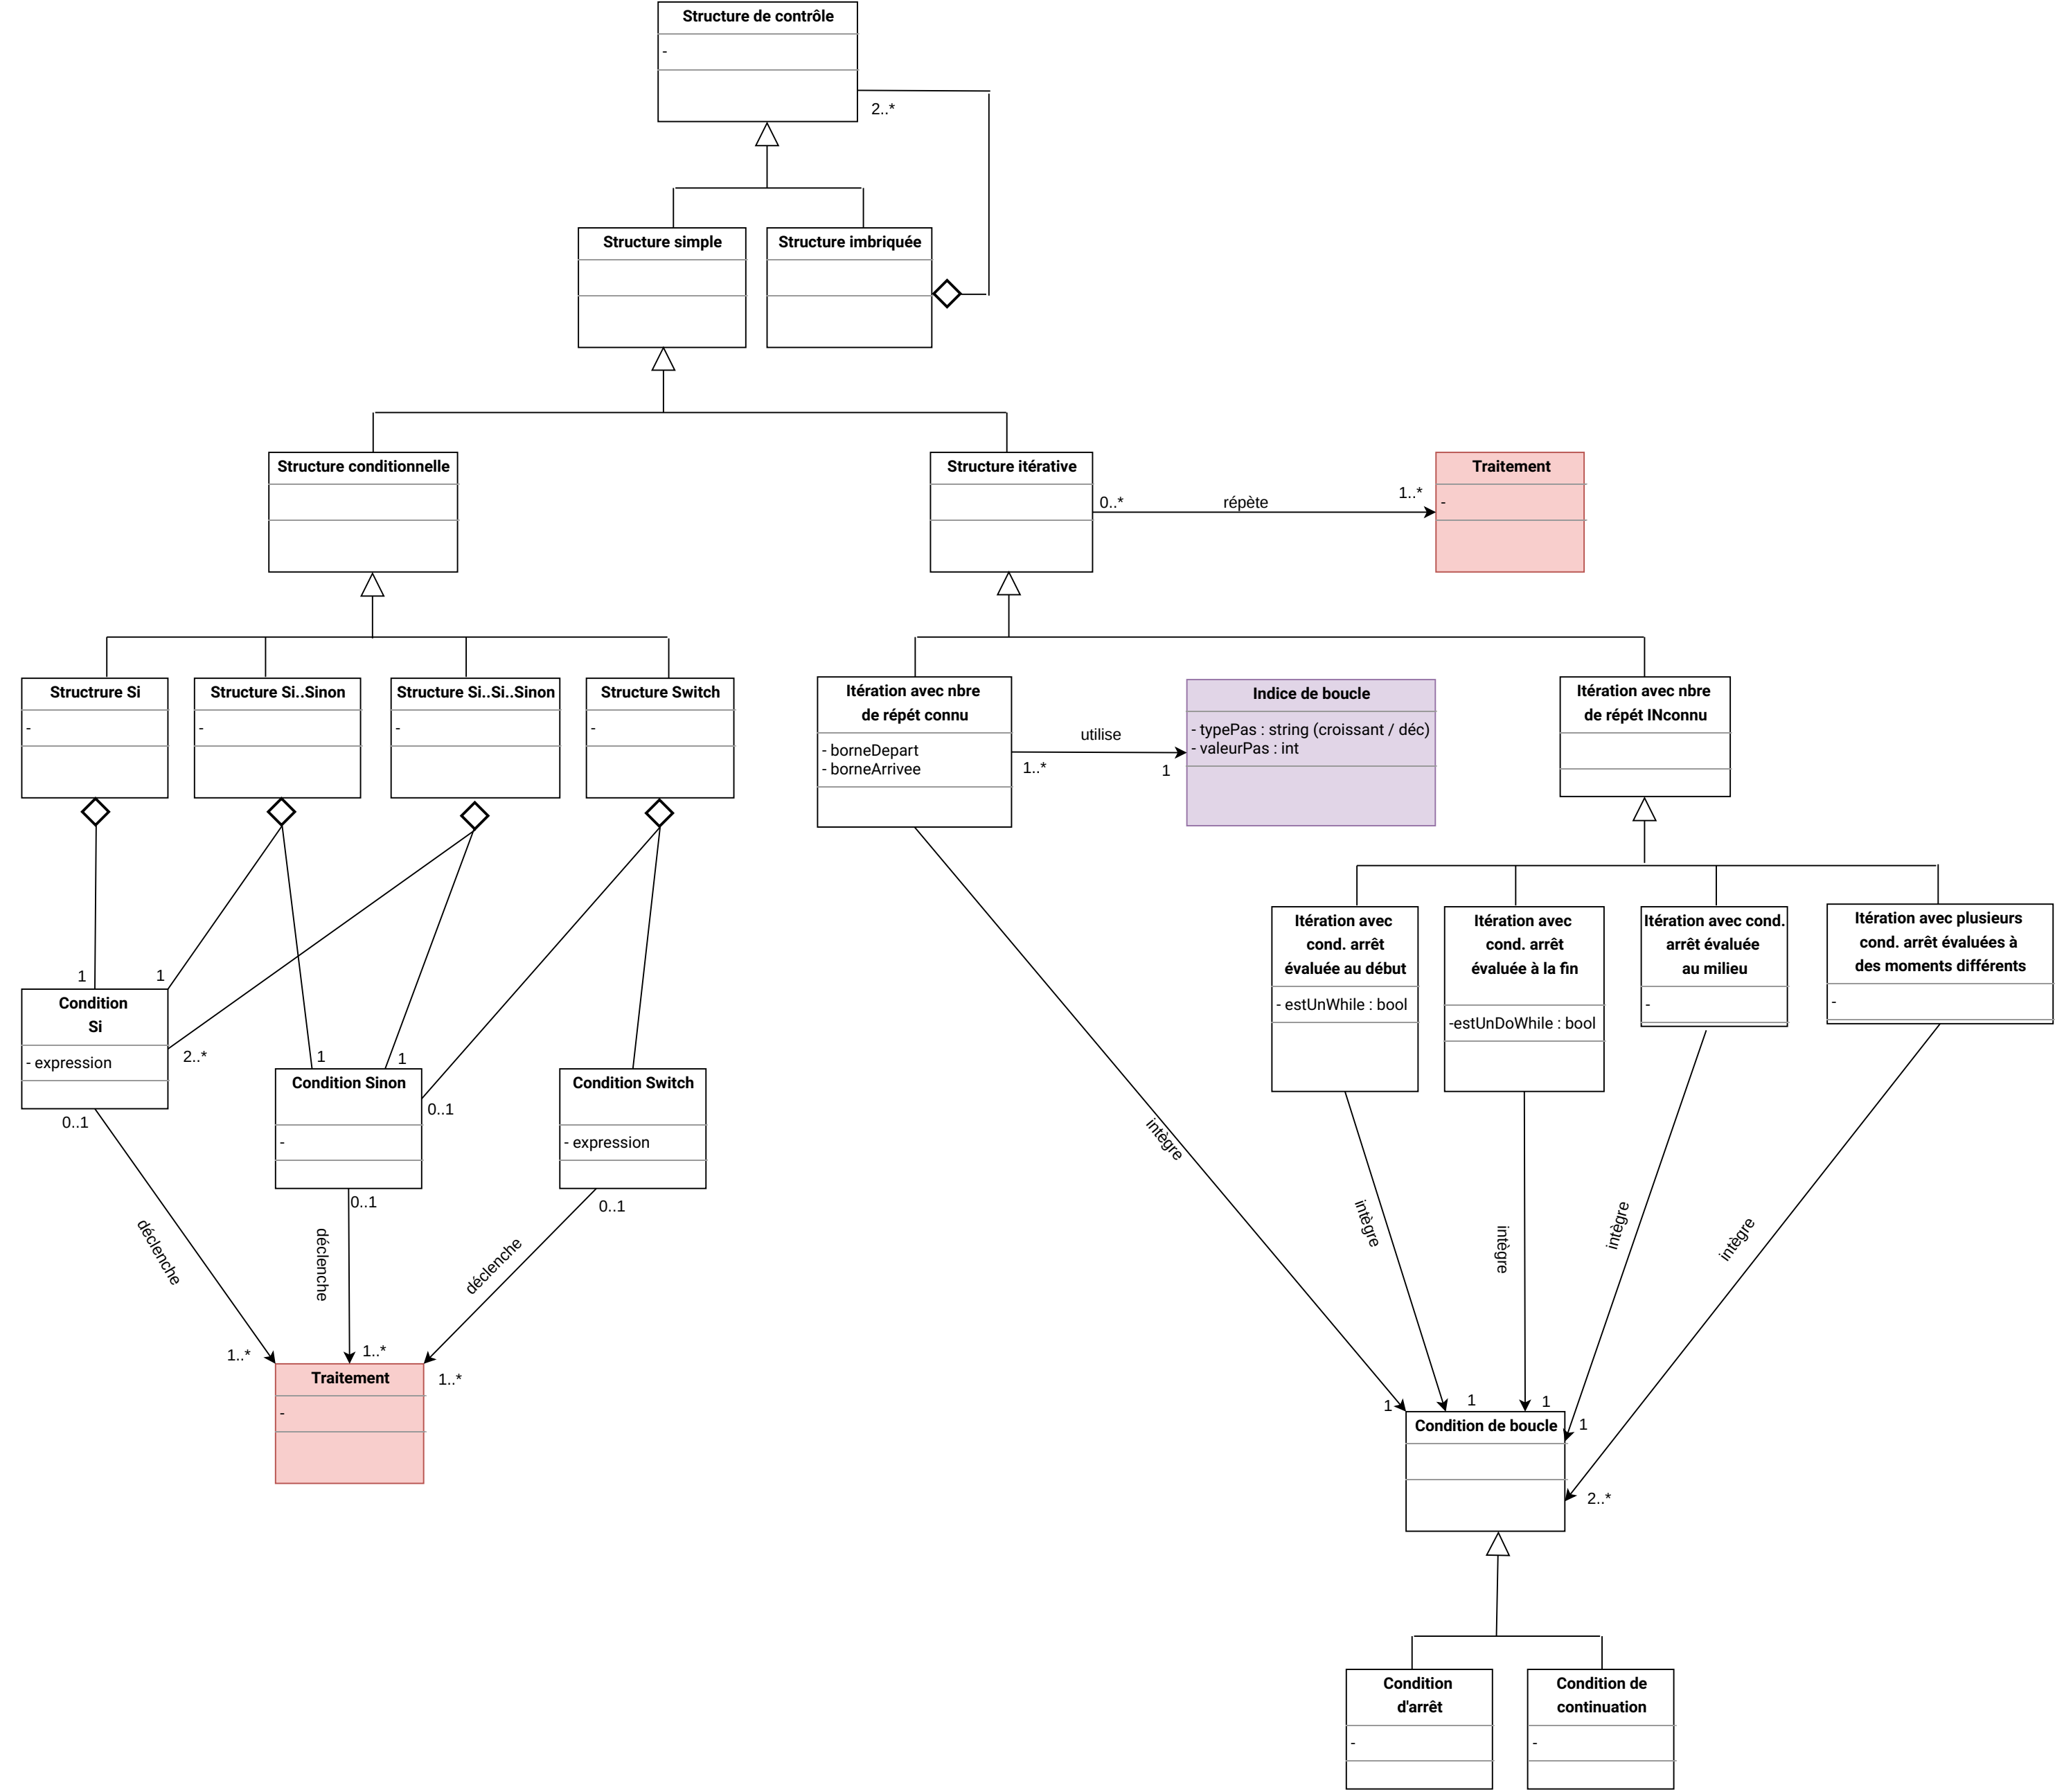 Structure de contrôle
-
2..*
Structure simple
Structure imbriquée
Structure conditionnelle
Structure itérative
0..*
répète
1..*
Traitement
-
Structrure Si
-
Structure Si..Sinon
-
Structure Si..Si..Sinon
-
Structure Switch
-
Itération avec nbre
de répét connu
- borneDepart
- borneArrivee
utilise
1..*
1
Indice de boucle
- typePas : string (croissant / déc)
- valeurPas : int
Itération avec nbre
de répét INconnu
Itération avec
cond. arrêt
évaluée au début
- estUnWhile : bool
Itération avec
cond. arrêt
évaluée à la fin
-estUnDoWhile : bool
Itération avec cond.
arrêt évaluée
au milieu
-
Itération avec plusieurs
cond. arrêt évaluées à
des moments différents
-
1
1
Condition
Si
- expression
2..*
0..1
1
1
Condition Sinon
-
0..1
0..1
Condition Switch
- expression
0..1
déclenche
déclenche
déclenche
1..*
1..*
1..*
Traitement
-
intègre
intègre
intègre
intègre
intègre
1
1
1
1
2..*
Condition de boucle
Condition
d'arrêt
-
Condition de
continuation
-